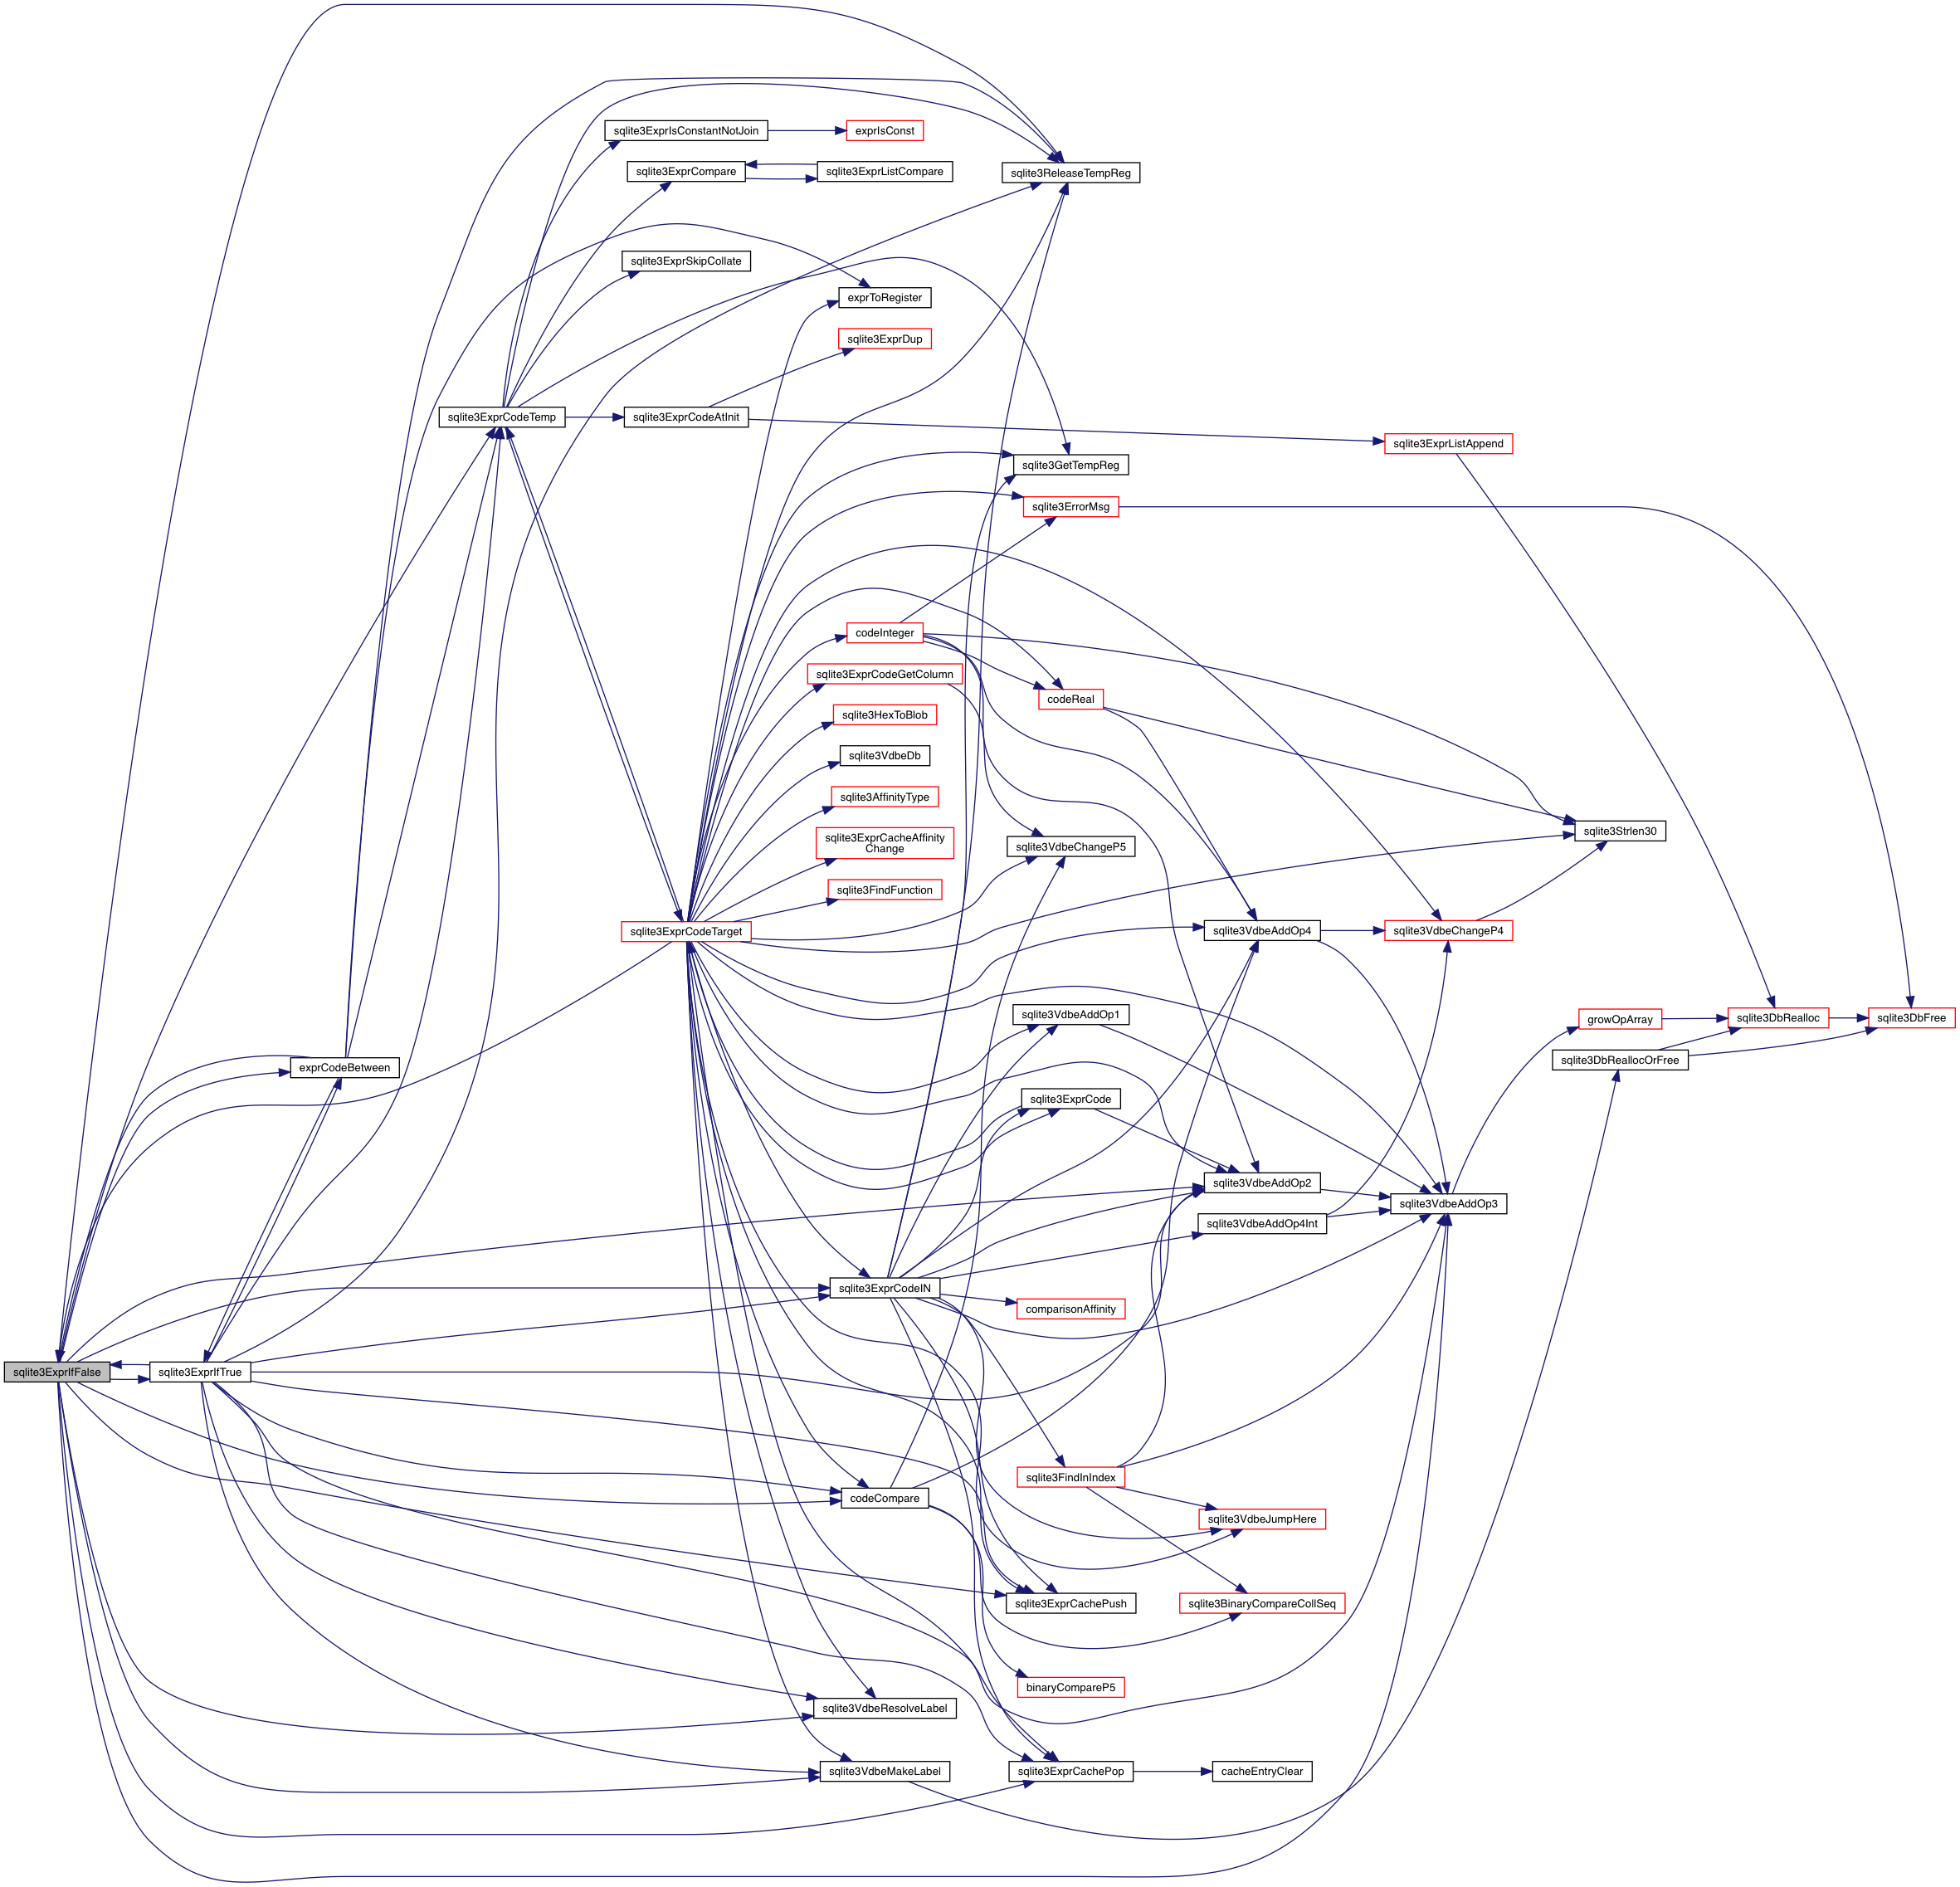 sqlite3ExprIsConstantNotJoin
exprIsConst
sqlite3ExprCompare
sqlite3ExprListCompare
sqlite3ReleaseTempReg
sqlite3ExprSkipCollate
exprToRegister
sqlite3ExprDup
sqlite3ExprCodeTemp
sqlite3ExprCodeAtInit
sqlite3ExprListAppend
sqlite3GetTempReg
sqlite3ErrorMsg
codeInteger
sqlite3ExprCodeGetColumn
codeReal
sqlite3HexToBlob
sqlite3VdbeDb
sqlite3AffinityType
sqlite3ExprCacheAffinity
Change
sqlite3VdbeChangeP5
sqlite3Strlen30
sqlite3FindFunction
sqlite3ExprCodeTarget
sqlite3VdbeAddOp4
sqlite3VdbeChangeP4
sqlite3VdbeAddOp1
growOpArray
sqlite3DbRealloc
sqlite3DbFree
sqlite3DbReallocOrFree
exprCodeBetween
sqlite3ExprCode
sqlite3VdbeAddOp2
sqlite3VdbeAddOp3
sqlite3VdbeAddOp4Int
sqlite3ExprCodeIN
comparisonAffinity
sqlite3ExprIfFalse
sqlite3ExprIfTrue
sqlite3FindInIndex
codeCompare
sqlite3VdbeJumpHere
sqlite3ExprCachePush
sqlite3BinaryCompareCollSeq
binaryCompareP5
sqlite3VdbeResolveLabel
sqlite3VdbeMakeLabel
sqlite3ExprCachePop
cacheEntryClear